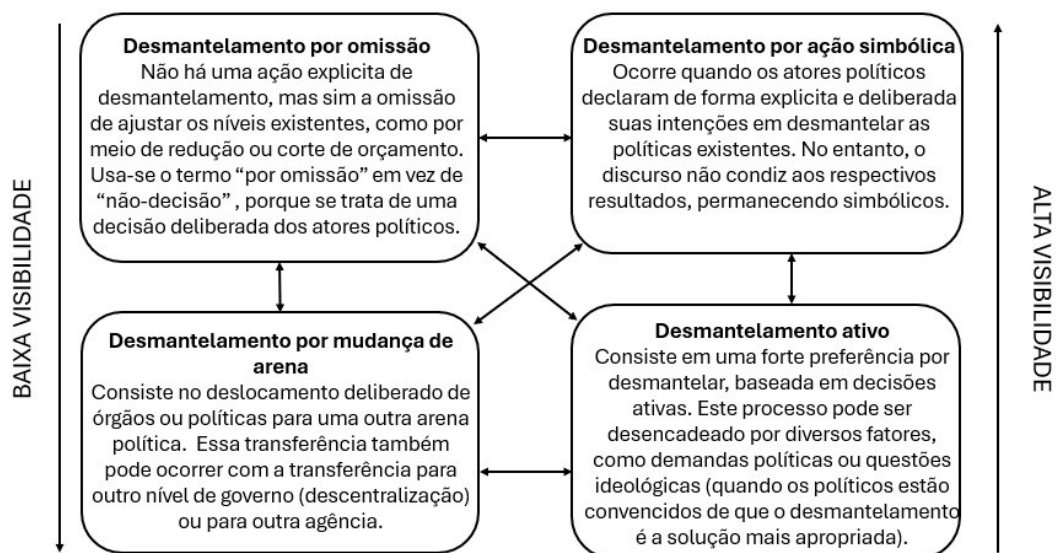 BAIXA VISIBILIDADE
Desmantelamento por omissão
Não há uma ação explicita de
desmantelamento, mas sim a omissão
de ajustar os níveis existentes, como por
meio de redução ou corte de orçamento.
Usa-se o termo “por omissão” em vez de
“não-decisão” , porque se trata de uma
decisão deliberada dos atores políticos.
Desmantelamento por ação simbólica
Ocorre quando os atores políticos
declaram de forma explicita e deliberada
suas intenções em desmantelar as
políticas existentes. No entanto, o
discurso não condiz aos respectivos
resultados, permanecendo simbólicos.
Desmantelamento por mudança de
arena
Consiste no deslocamento deliberado de
órgãos ou políticas para uma outra arena
política.  Essa transferência também
pode ocorrer com a transferência para
outro nível de governo (descentralização)
ou para outra agência.
Desmantelamento ativo
Consiste em uma forte preferência por
desmantelar, baseada em decisões
ativas. Este processo pode ser
desencadeado por diversos fatores,
como demandas políticas ou questões
ideológicas (quando os políticos estão
convencidos de que o desmantelamento
é a solução mais apropriada).
ALTA VISIBILIDADE